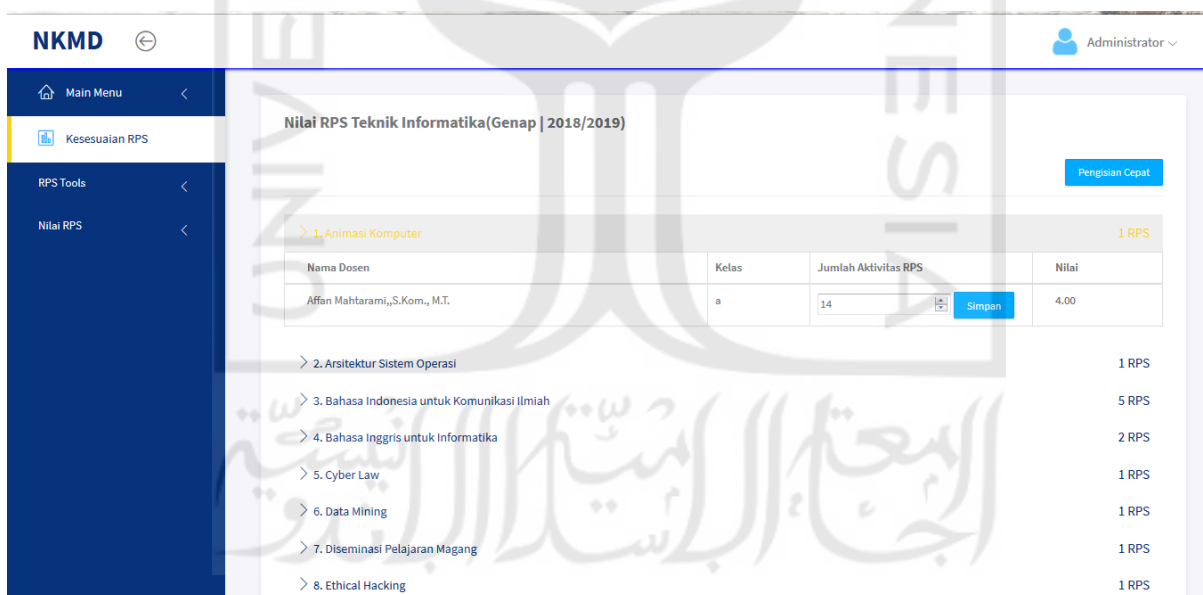 NKMD
Administrator
Main Menu
Kesesuaian RPS
RPS Tools
Nilai RPS
Nilai RPS Teknik Informatika(Genap | 2018/2019)
Pengisian Cepat
1. Animasi Komputer 1 RPS
Nama Dosen Kelas Jumlah Aktivitas RPS Nilai
Affan Mahtarami,,S.Kom., M.T. a 14 Simpan 4.00
2. Arsitektur Sistem Operasi 1 RPS
3. Bahasa Indonesia untuk Komunikasi Ilmiah 5 RPS
4. Bahasa Inggris untuk Informatika 2 RPS
5. Cyber Law 1 RPS
6. Data Mining 1 RPS
7. Diseminasi Pelajaran Magang 1 RPS
8. Ethical Hacking 1 RPS